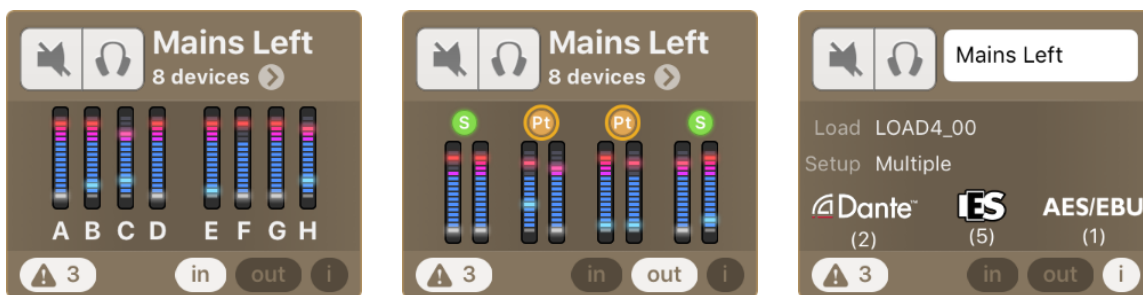 Mains Left
8 devices
A B C D E F G H
3 in out i
Mains Left
8 devices
S Pt Pt S
3 in out i
Mains Left
Load LOAD4_00
Setup Multiple
Dante™ ES AES/EBU
(2) (5) (1)
3 in out i